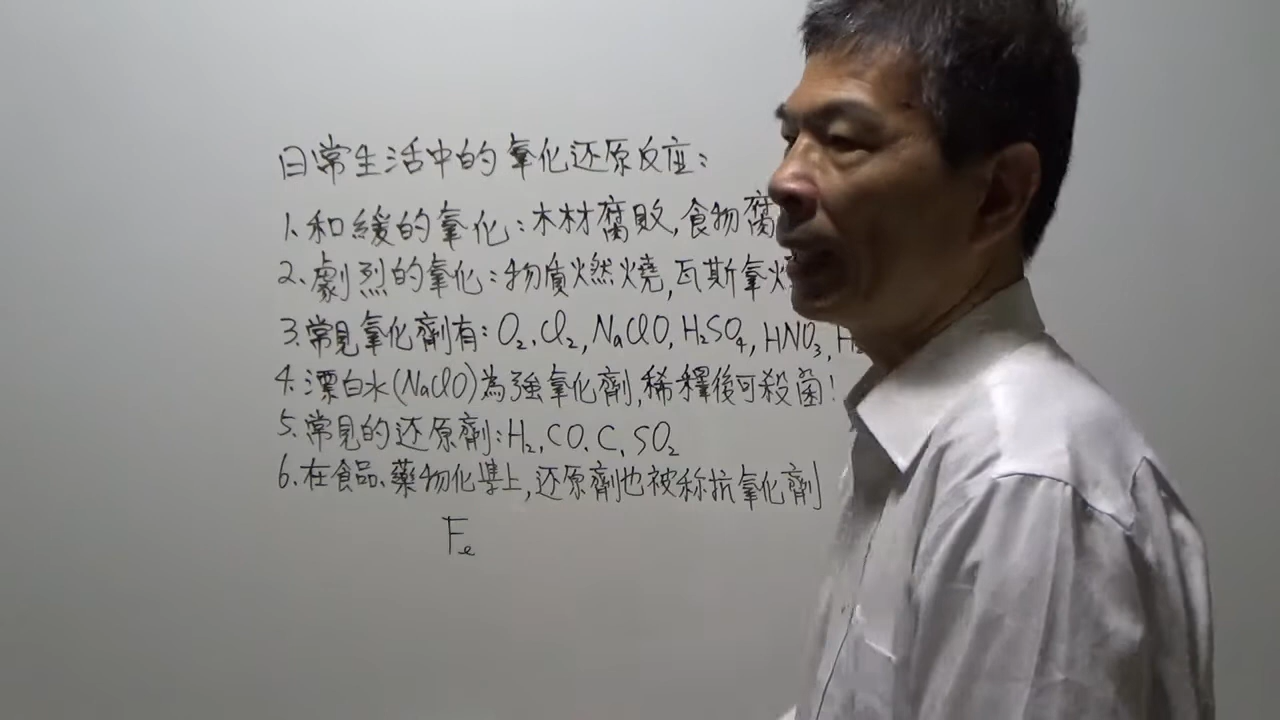 日常生活中的氧化还原反应:
1.和緩的氧化:木材腐敗,食物腐
2.劇烈的氧化:物質燃燒,瓦斯氧
3.常見氧化劑有:O₂、Cl₂,NaClO,H₂SO₄,HNO₃,H₂
4.漂白水(NaClO)為強氧化劑,稀釋後可殺菌!
5.常見的还原劑:H₂,CO、C、SO₂
6.在食品、藥物化學上,还原劑也被称抗氧化劑
Fe